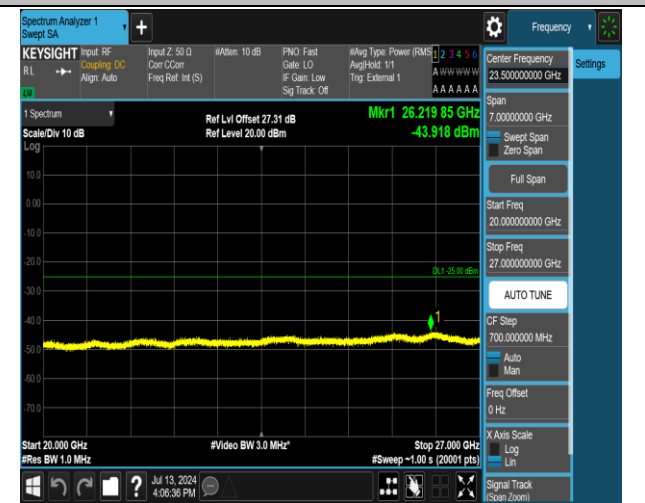 Spectrum Analyzer 1
Swept SA
+
Frequency
KEYSIGHT
RL
Input: RF
Coupling: DC
Align: Auto
Input Z: 50 Ω
Corr CCorr
Freq Ref: Int (S)
#Atten: 10 dB
PNO: Fast
Gate: LO
IF Gain: Low
Sig Track: Off
#Avg Type: Power (RMS
Avg|Hold: 1/1
Trig: External 1
1 2 3 4 5 6
A W W W W W
A A A A A A
1 Spectrum
Scale/Div 10 dB
Log
Ref Lvl Offset 27.31 dB
Ref Level 20.00 dBm
Mkr1 26.219 85 GHz
-43.918 dBm
10.0
0.00
-10.0
-20.0
-30.0
-40.0
-50.0
-60.0
-70.0
DL1 -25.00 dBm
1
Start 20.000 GHz
#Res BW 1.0 MHz
#Video BW 3.0 MHz*
Stop 27.000 GHz
#Sweep ~1.00 s (20001 pts)
?
Jul 13, 2024
4:06:36 PM
Center Frequency
23.500000000 GHz
Settings
Span
7.00000000 GHz
Swept Span
Zero Span
Full Span
Start Freq
20.000000000 GHz
Stop Freq
27.000000000 GHz
AUTO TUNE
CF Step
700.000000 MHz
Auto
Man
Freq Offset
0 Hz
X Axis Scale
Log
Lin
Signal Track
(Span Zoom)